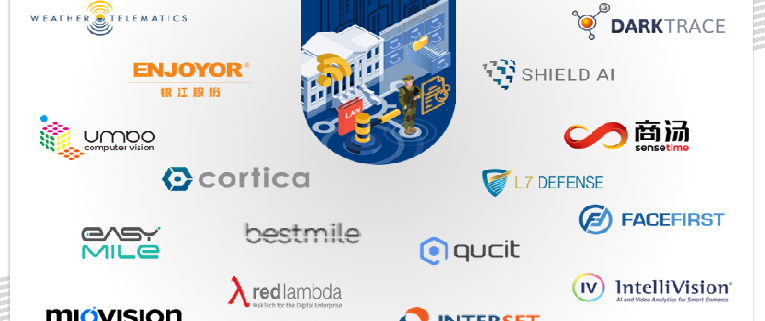 WEATHER TELEMATICS
DARKTRACE
ENJOYOR®
银江股份
SHIELD AI
LAW
umbo
computer vision
商汤
sensetime
cortica
L7 DEFENSE
FACEFIRST
EASY
MILE
bestmile
qucit
redlambda
RiskTech for the Digital Enterprise
IV IntelliVision®
AI and Video Analytics for Smart Cameras
miovision
INTERSET